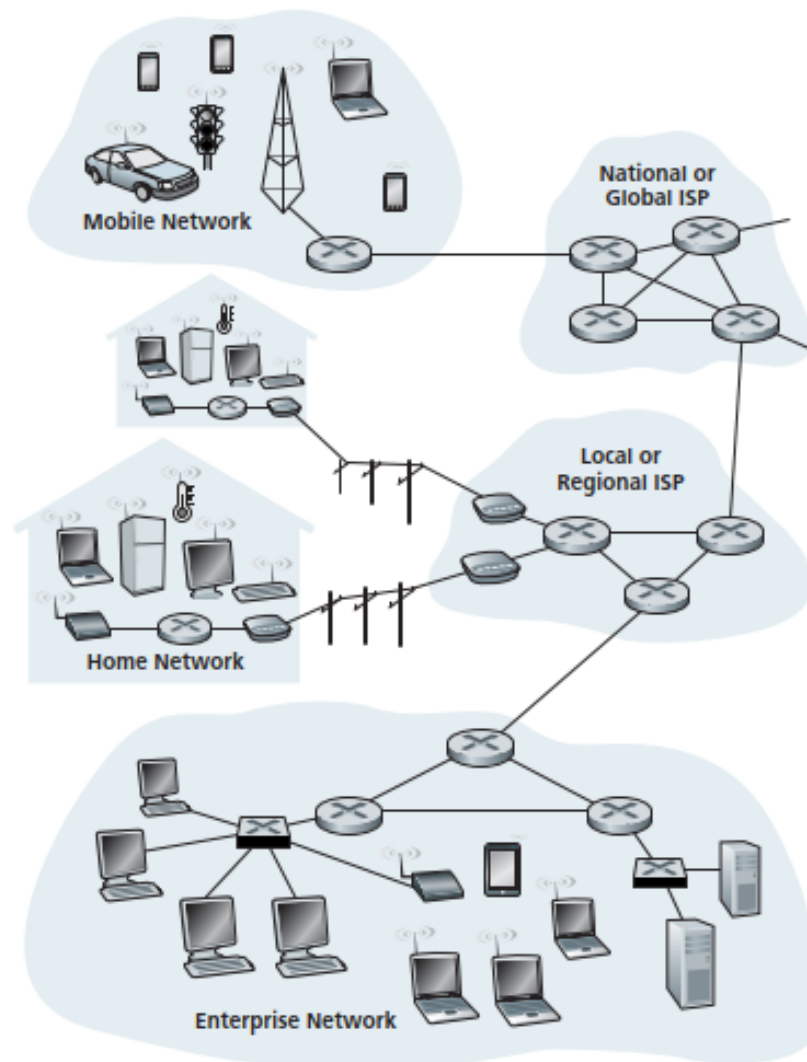 Mobile Network
National or
Global ISP
Local or
Regional ISP
Home Network
Enterprise Network